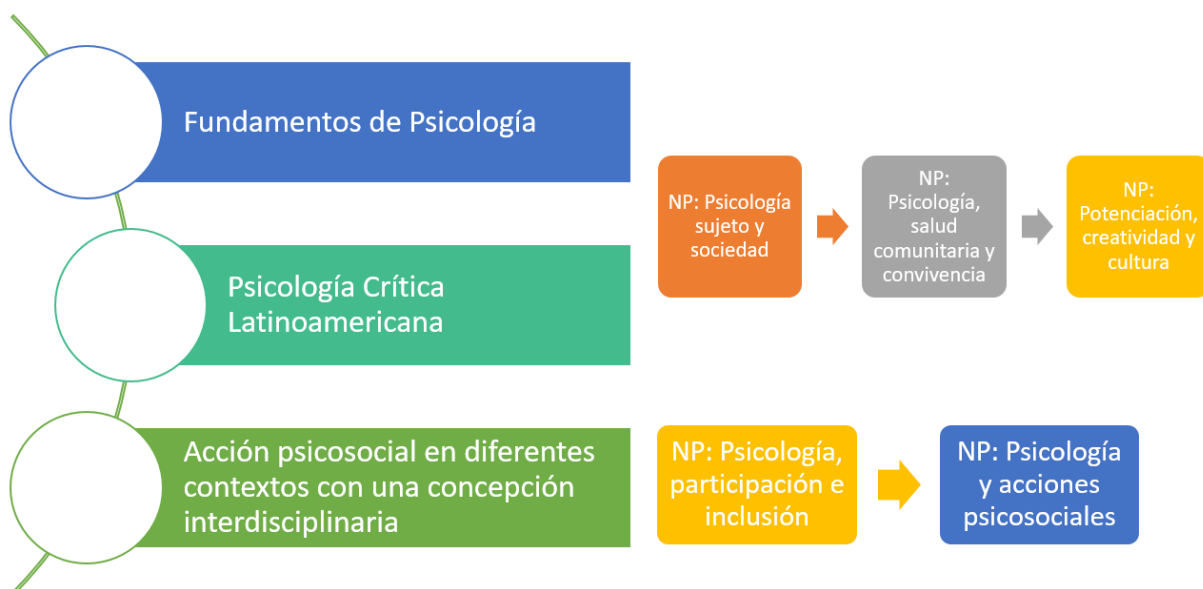 Fundamentos de Psicología
NP: Psicología
sujeto y
sociedad
NP:
Psicología,
salud
comunitaria y
convivencia
NP:
Potenciación,
creatividad y
cultura
Psicología Crítica
Latinoamericana
Acción psicosocial en diferentes
contextos con una concepción
interdisciplinaria
NP: Psicología,
participación e
inclusión
NP: Psicología
y acciones
psicosociales